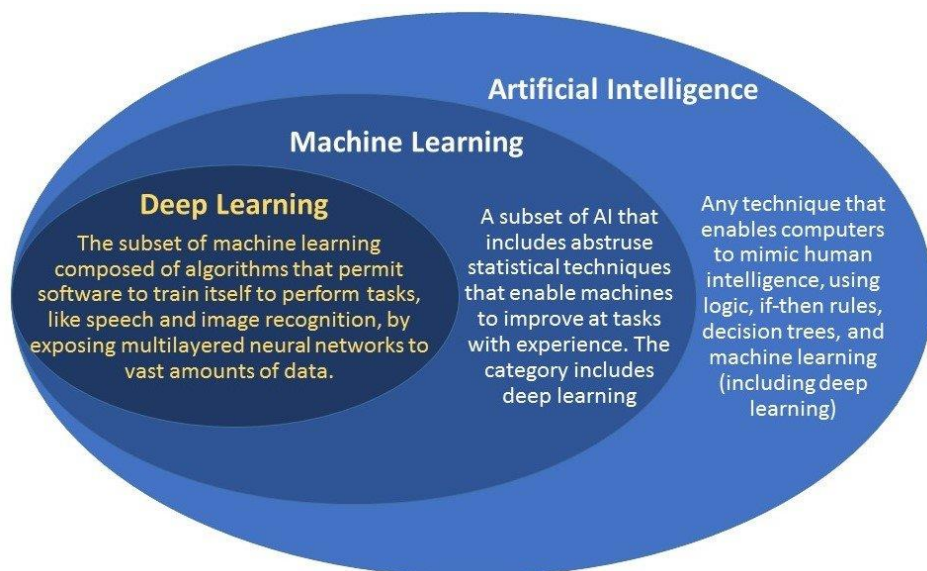 Artificial Intelligence
Machine Learning
Deep Learning
The subset of machine learning
composed of algorithms that permit
software to train itself to perform tasks,
like speech and image recognition, by
exposing multilayered neural networks to
vast amounts of data.
A subset of AI that
includes abstruse
statistical techniques
that enable machines
to improve at tasks
with experience. The
category includes
deep learning
Any technique that
enables computers
to mimic human
intelligence, using
logic, if-then rules,
decision trees, and
machine learning
(including deep
learning)